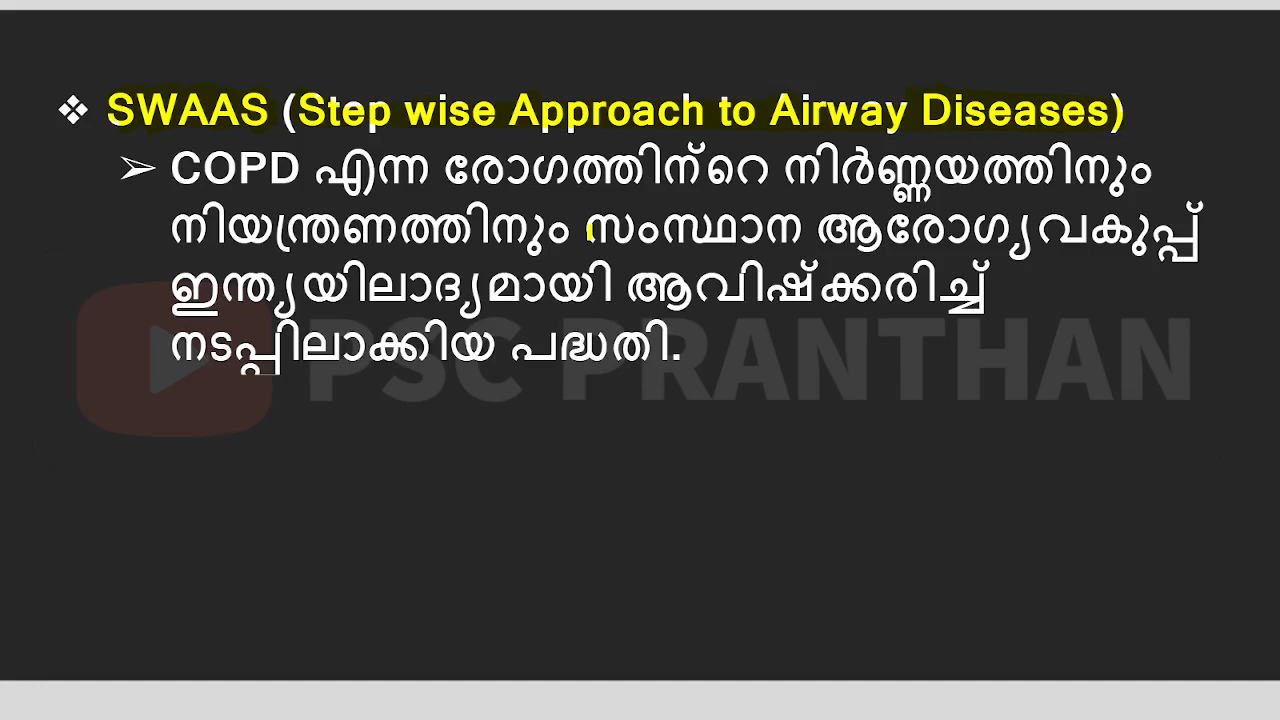 ❖ SWAAS (Step wise Approach to Airway Diseases)
➢ COPD എന്ന രോഗത്തിന്റെ നിർണ്ണയത്തിനും
നിയന്ത്രണത്തിനും സംസ്ഥാന ആരോഗ്യവകുപ്പ്
ഇന്ത്യയിലാദ്യമായി ആവിഷ്ക്കരിച്ച്
നടപ്പിലാക്കിയ പദ്ധതി.
PSC PRANTHAN